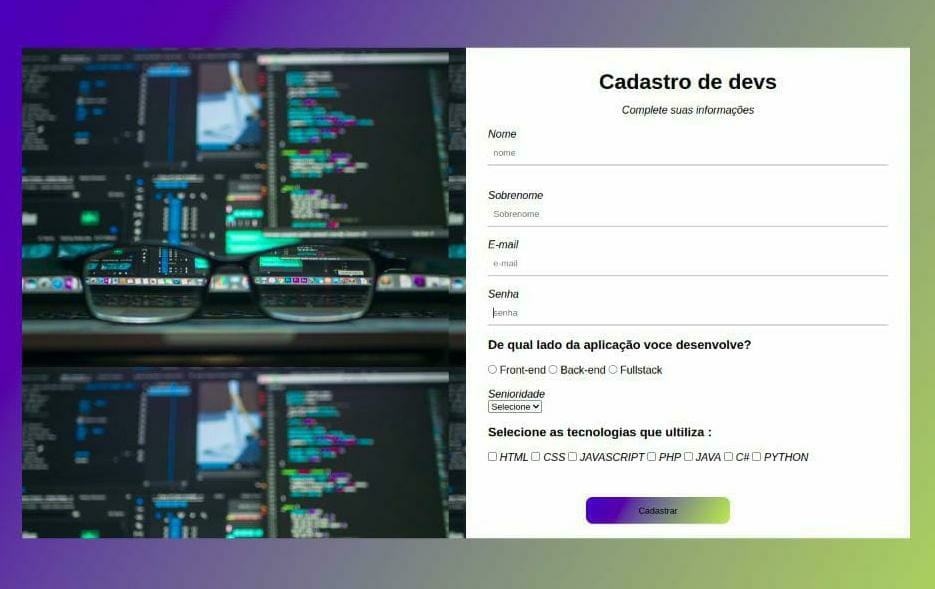 Cadastro de devs
Complete suas informações
Nome
nome
Sobrenome
Sobrenome
E-mail
e-mail
Senha
senha
De qual lado da aplicação voce desenvolve?
Front-end Back-end Fullstack
Senioridade
Selecione
Selecione as tecnologias que ultiliza :
HTML CSS JAVASCRIPT PHP JAVA C# PYTHON
Cadastrar